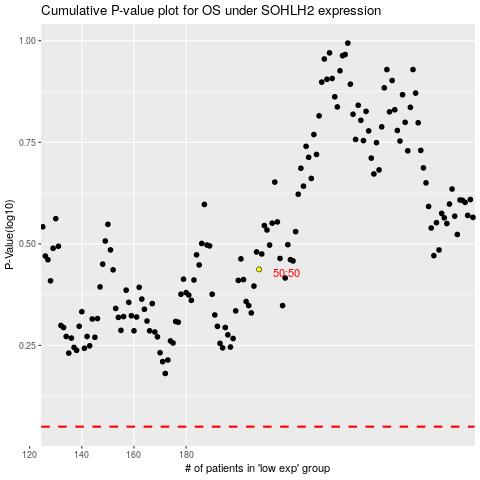 Cumulative P-value plot for OS under SOHLH2 expression
P-Value(log10)
1.00
0.75
0.50
0.25
50:50
120 125 140 160 180
# of patients in 'low exp' group